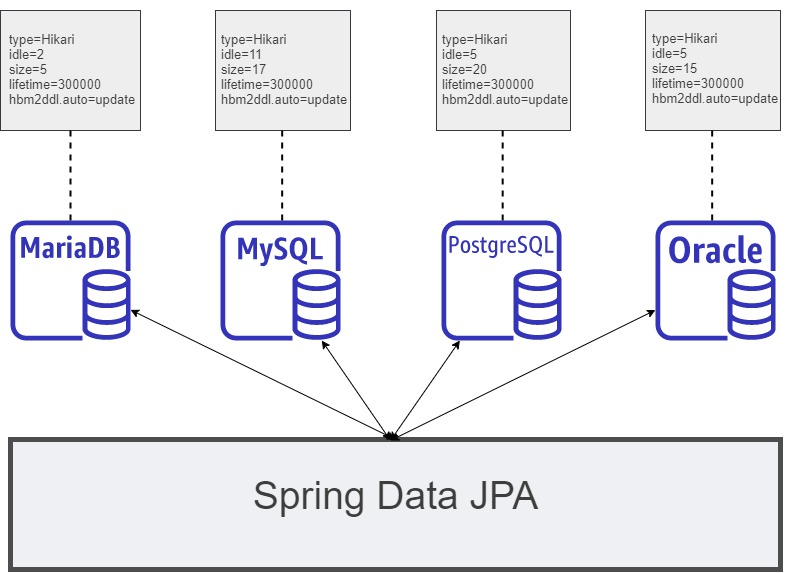 type=Hikari
idle=2
size=5
lifetime=300000
hbm2ddl.auto=update
type=Hikari
idle=11
size=17
lifetime=300000
hbm2ddl.auto=update
type=Hikari
idle=5
size=20
lifetime=300000
hbm2ddl.auto=update
type=Hikari
idle=5
size=15
lifetime=300000
hbm2ddl.auto=update
MariaDB
MySQL
PostgreSQL
Oracle
Spring Data JPA